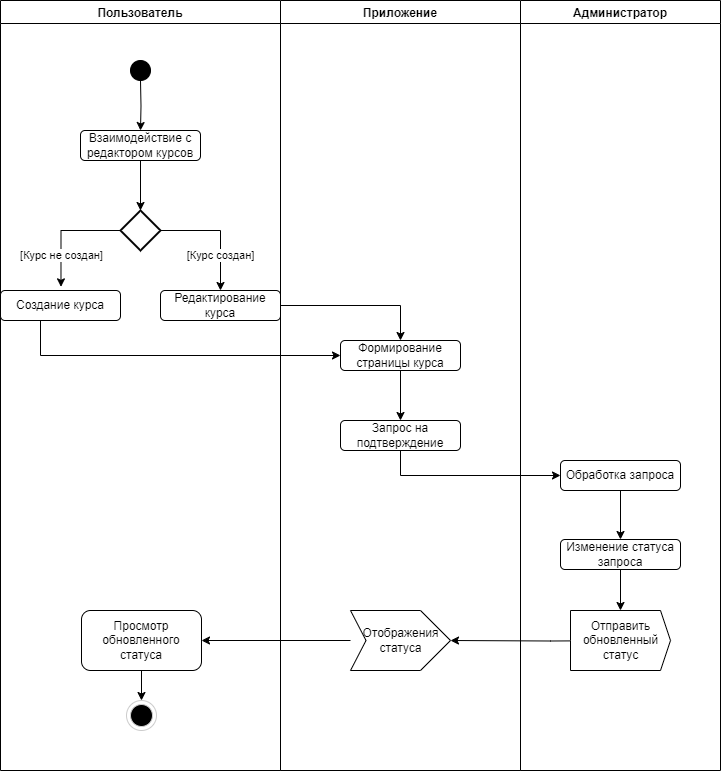 Пользователь
Приложение
Администратор
Взаимодействие с
редактором курсов
[Курс не создан]
[Курс создан]
Создание курса
Редактирование
курса
Формирование
страницы курса
Запрос на
подтверждение
Обработка запроса
Изменение статуса
запроса
Отправить
обновленный
статус
Отображения
статуса
Просмотр
обновленного
статуса